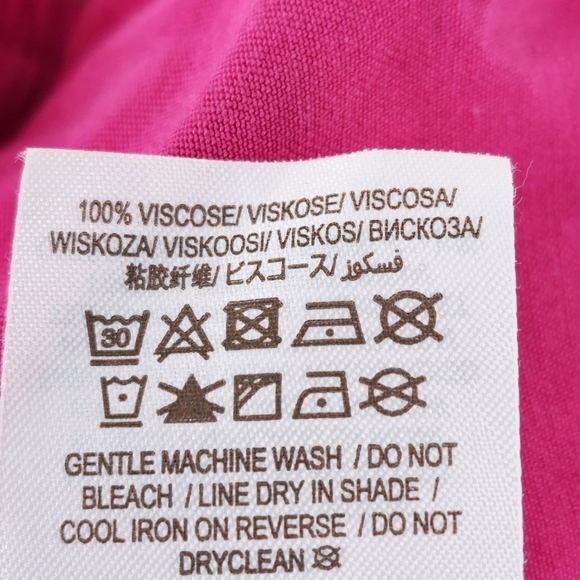 100% VISCOSE/ VISKOSE/ VISCOSA/
WISKOZA/ VISKOOSI/ VISKOS/ ВИСКОЗА/
粘胶纤维/ ビスコース/ فسكوز/
30
GENTLE MACHINE WASH / DO NOT
BLEACH / LINE DRY IN SHADE /
COOL IRON ON REVERSE / DO NOT
DRYCLEAN